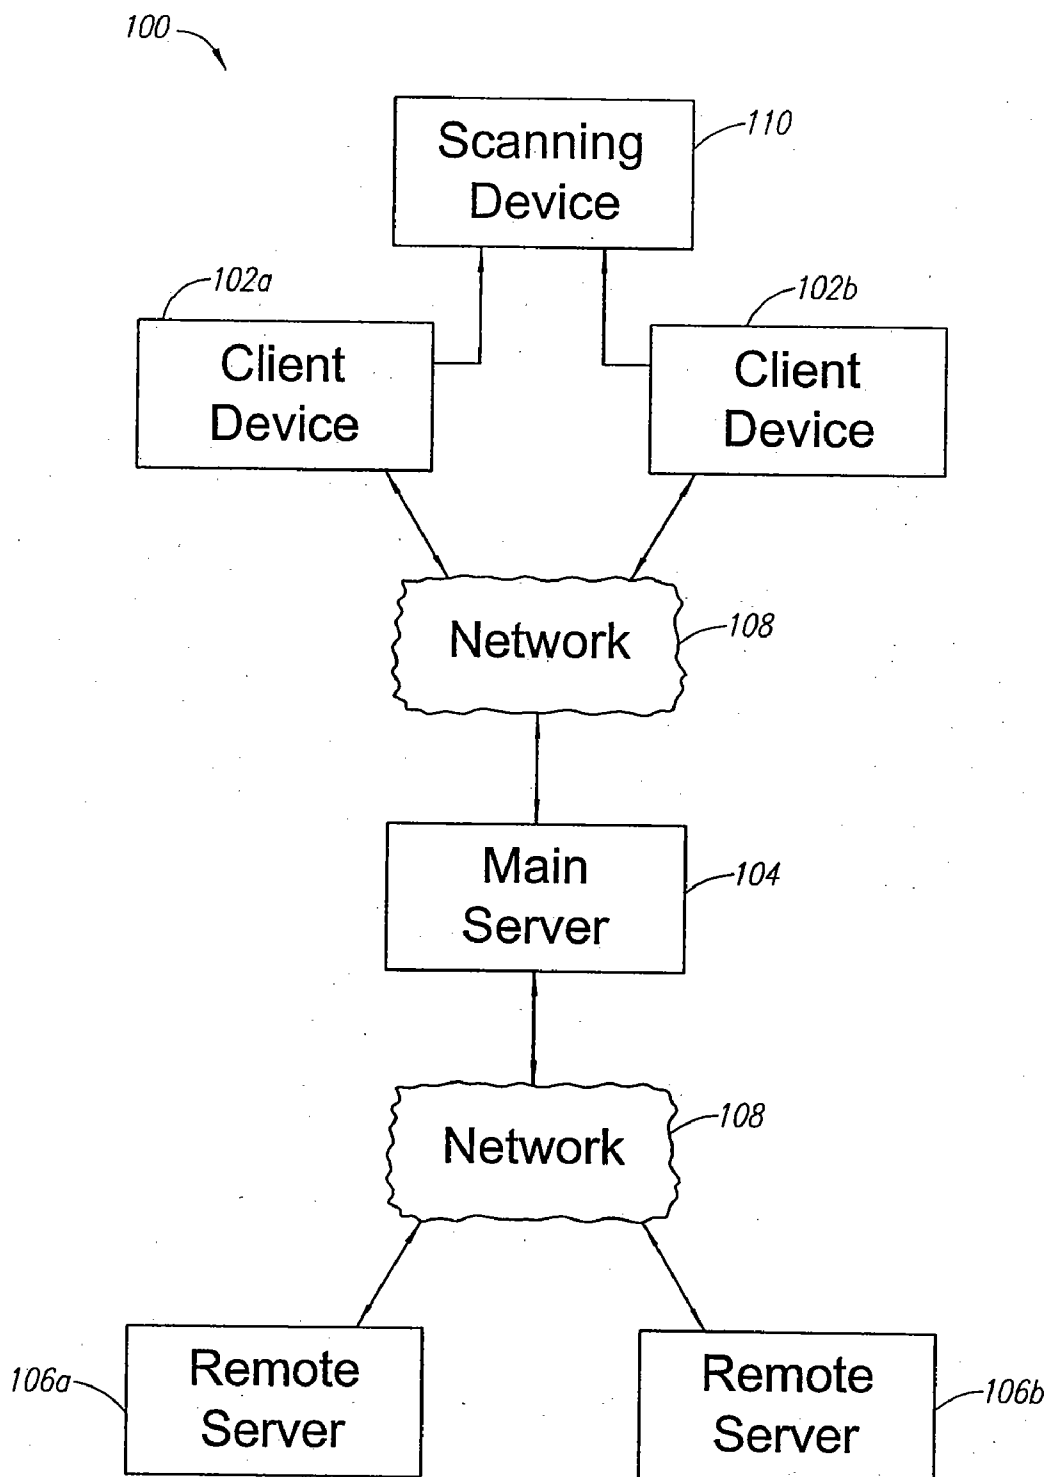 100
Scanning
Device
110
102a
102b
Client
Device
Client
Device
Network
108
Main
Server
104
Network
108
106a
Remote
Server
Remote
Server
106b